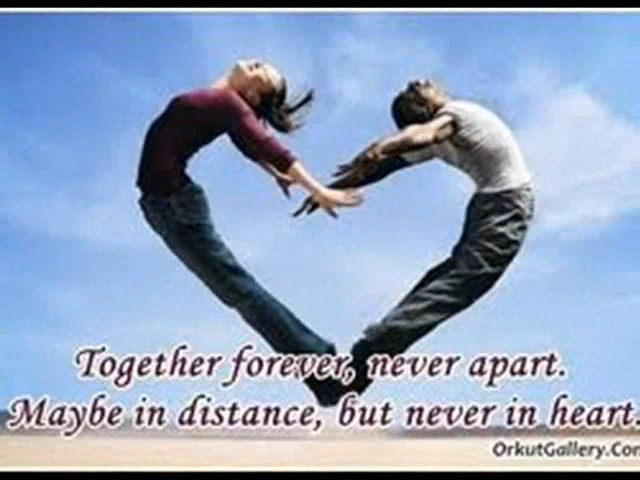 Together forever, never apart.
Maybe in distance, but never in heart.
OrkutGallery.Com